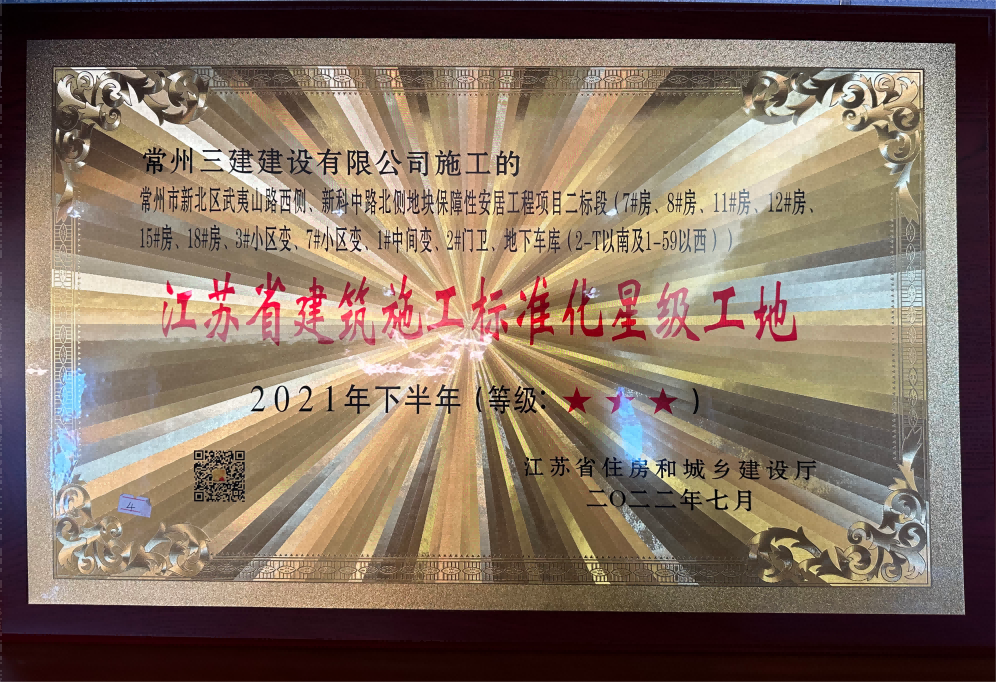 常州三建建设有限公司施工的
常州市新北区武夷山路西侧、新科中路北侧地块保障性安居工程项目二标段（7#房、8#房、11#房、12#房、
15#房、18#房、3#小区变、7#小区变、1#中间变、2#门卫、地下车库（2-T以南及1-59以西））
江苏省建筑施工标准化星级工地
2021年下半年（等级：★★★）
江苏省住房和城乡建设厅
二〇二二年七月
4